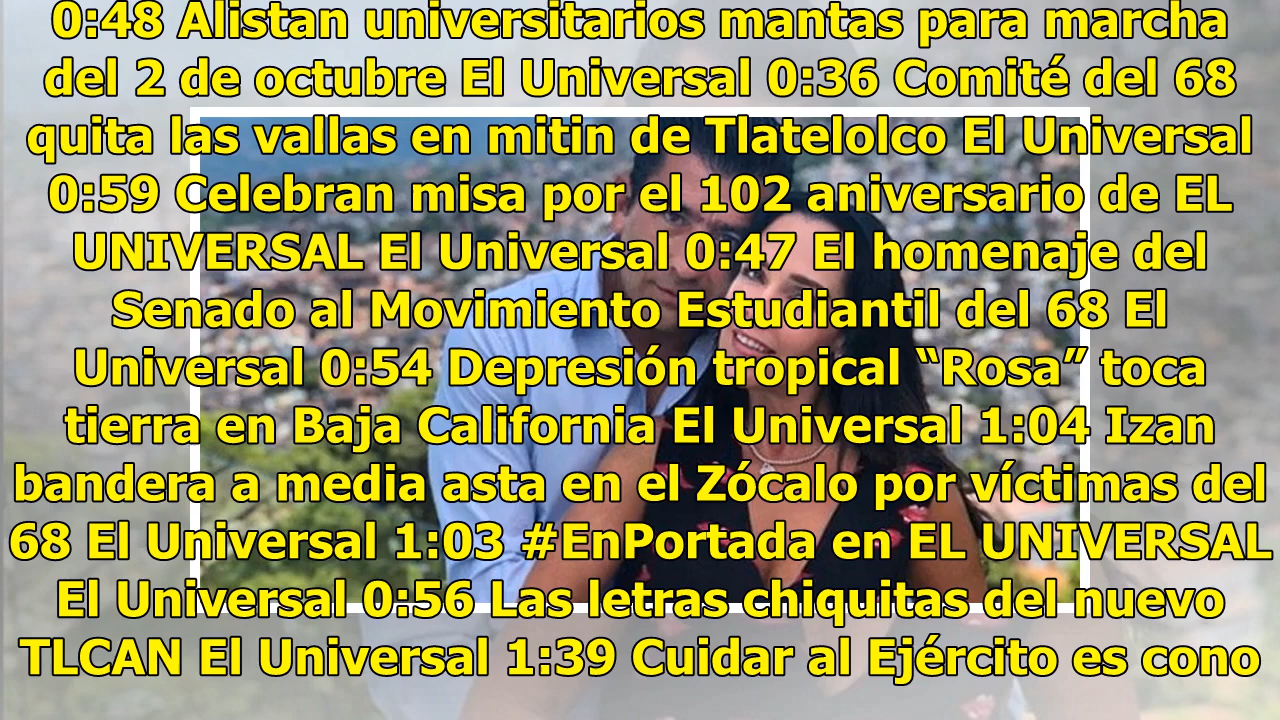 0:48 Alistan universitarios mantas para marcha
del 2 de octubre El Universal 0:36 Comité del 68
quita las vallas en mitin de Tlatelolco El Universal
0:59 Celebran misa por el 102 aniversario de EL
UNIVERSAL El Universal 0:47 El homenaje del
Senado al Movimiento Estudiantil del 68 El
Universal 0:54 Depresión tropical “Rosa” toca
tierra en Baja California El Universal 1:04 Izan
bandera a media asta en el Zócalo por víctimas del
68 El Universal 1:03 #EnPortada en EL UNIVERSAL
El Universal 0:56 Las letras chiquitas del nuevo
TLCAN El Universal 1:39 Cuidar al Ejército es cono